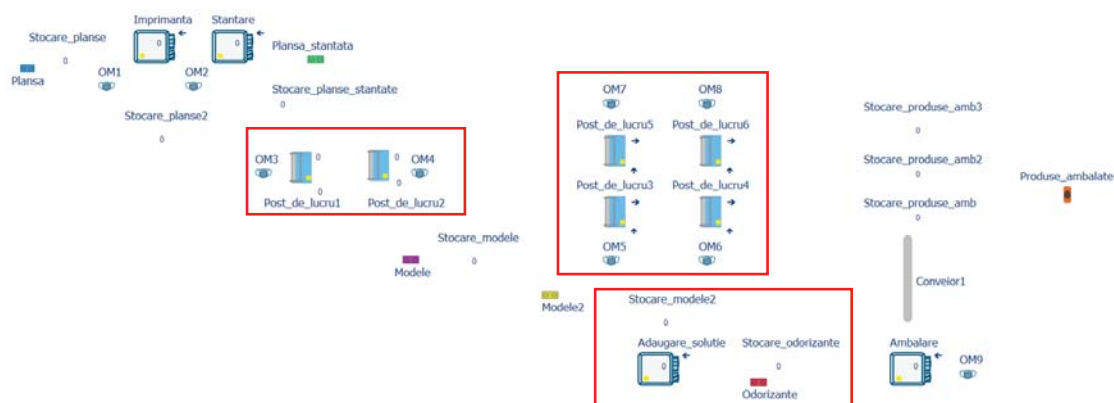 Imprimanta Stantare
Stocare_planse
0
0
Plansa_stantata
0
Plansa
OM1
OM2
Stocare_planse_stantate
0
Stocare_planse2
0
OM3
0
0
OM4
0
0
Post_de_lucru1
Post_de_lucru2
Stocare_modele
0
Modele
OM7
OM8
Post_de_lucru5
Post_de_lucru6
Post_de_lucru3
Post_de_lucru4
OM5
OM6
Modele2
Stocare_modele2
0
Adaugare_solutie
0
Stocare_odorizante
0
Odorizante
Stocare_produse_amb3
0
Stocare_produse_amb2
0
Stocare_produse_amb
0
Produse_ambalate
Conveior1
Ambalare
0
OM9